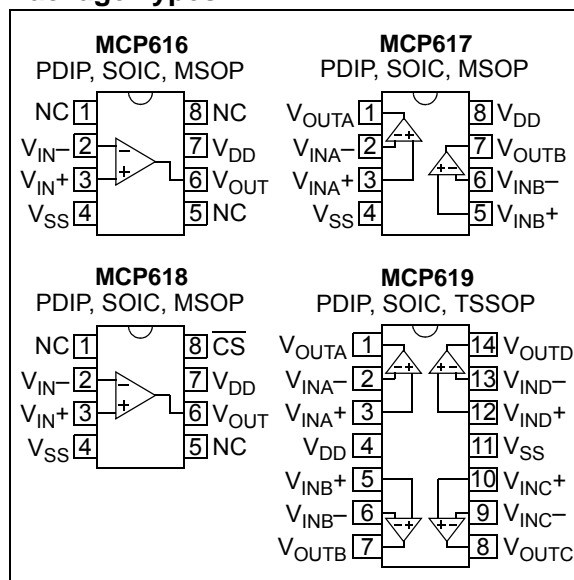 MCP616
PDIP, SOIC, MSOP
NC 1
VIN– 2
VIN+ 3
VSS 4
8 NC
7 VDD
6 VOUT
5 NC
MCP617
PDIP, SOIC, MSOP
VOUTA 1
VINA– 2
VINA+ 3
VSS 4
8 VDD
7 VOUTB
6 VINB–
5 VINB+
MCP618
PDIP, SOIC, MSOP
NC 1
VIN– 2
VIN+ 3
VSS 4
8 CS
7 VDD
6 VOUT
5 NC
MCP619
PDIP, SOIC, TSSOP
VOUTA 1
VINA– 2
VINA+ 3
VDD 4
VINB+ 5
VINB– 6
VOUTB 7
14 VOUTD
13 VIND–
12 VIND+
11 VSS
10 VINC+
9 VINC–
8 VOUTC